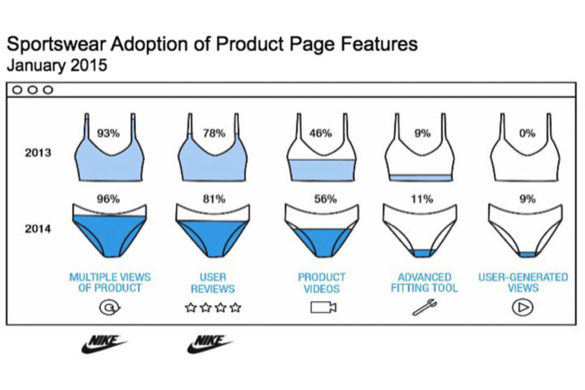 Sportswear Adoption of Product Page Features
January 2015
2013
93%
78%
46%
9%
0%
2014
96%
81%
56%
11%
9%
MULTIPLE VIEWS
OF PRODUCT
USER
REVIEWS
PRODUCT
VIDEOS
ADVANCED
FITTING TOOL
USER-GENERATED
VIEWS
NIKE
NIKE